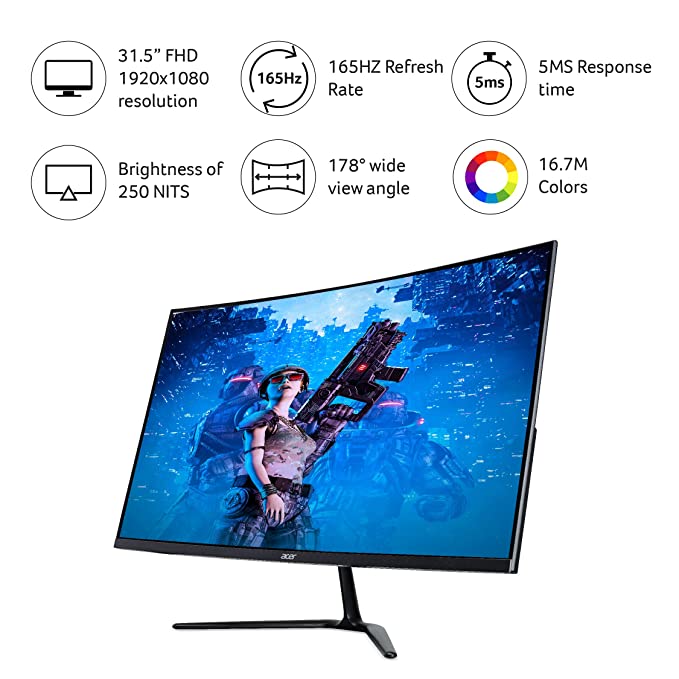 31.5” FHD
1920x1080
resolution
165Hz
165HZ Refresh
Rate
5ms
5MS Response
time
Brightness of
250 NITS
178° wide
view angle
16.7M
Colors
acer